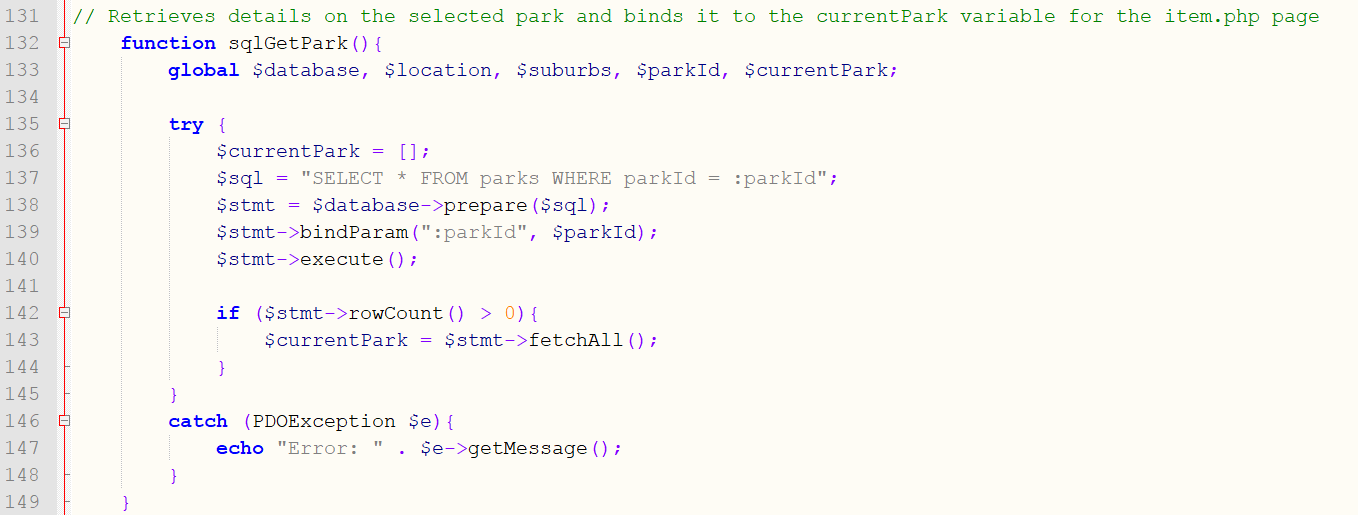 131 // Retrieves details on the selected park and binds it to the currentPark variable for the item.php page
132 function sqlGetPark(){
133 global $database, $location, $suburbs, $parkId, $currentPark;
134
135 try {
136 $currentPark = [];
137 $sql = "SELECT * FROM parks WHERE parkId = :parkId";
138 $stmt = $database->prepare($sql);
139 $stmt->bindParam(":parkId", $parkId);
140 $stmt->execute();
141
142 if ($stmt->rowCount() > 0){
143 $currentPark = $stmt->fetchAll();
144 }
145 }
146 catch (PDOException $e){
147 echo "Error: " . $e->getMessage();
148 }
149 }